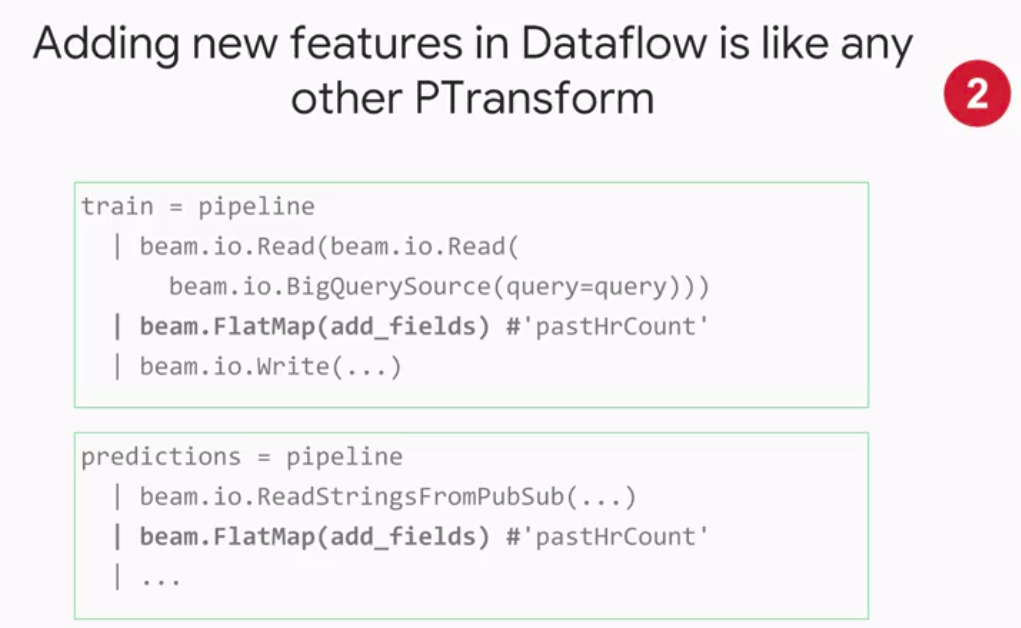 Adding new features in Dataflow is like any
other PTransform
2
train = pipeline
| beam.io.Read(beam.io.Read(
beam.io.BigQuerySource(query=query)))
| beam.FlatMap(add_fields) #'pastHrCount'
| beam.io.Write(...)
predictions = pipeline
| beam.io.ReadStringsFromPubSub(...)
| beam.FlatMap(add_fields) #'pastHrCount'
| ...